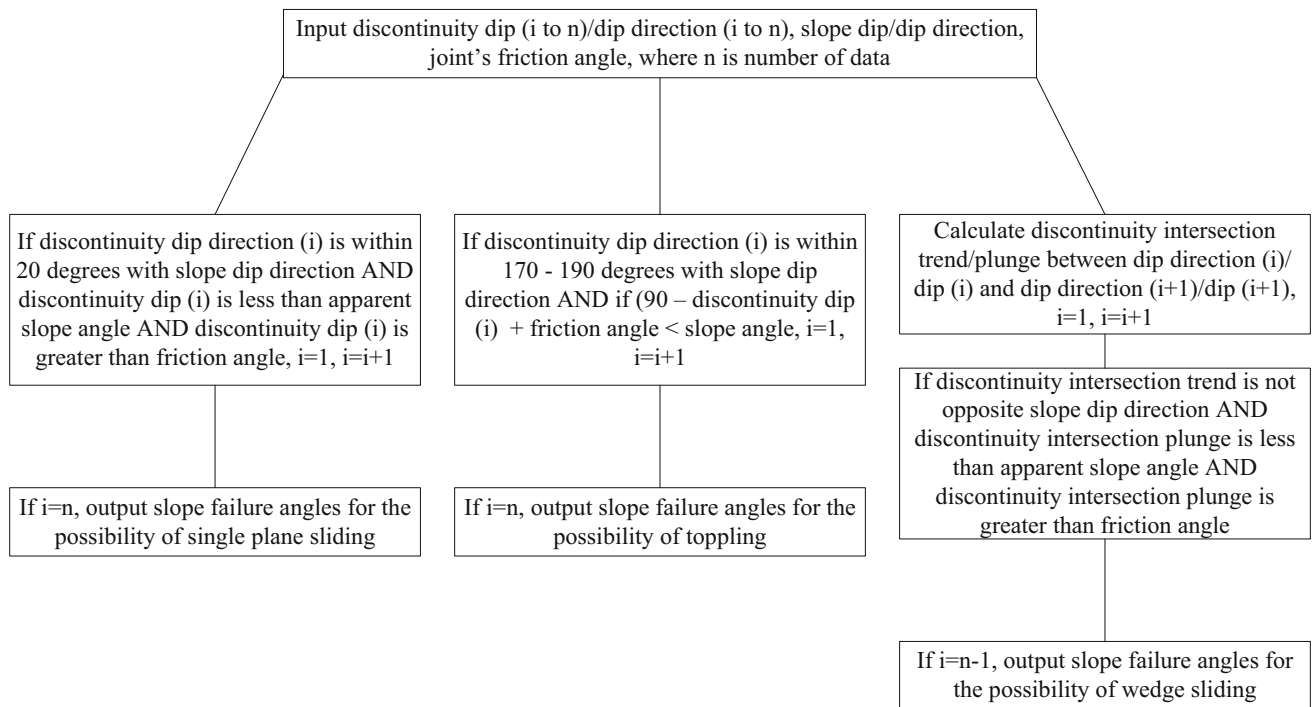 Input discontinuity dip (i to n)/dip direction (i to n), slope dip/dip direction,
joint's friction angle, where n is number of data
If discontinuity dip direction (i) is within
20 degrees with slope dip direction AND
discontinuity dip (i) is less than apparent
slope angle AND discontinuity dip (i) is
greater than friction angle, i=1, i=i+1
If i=n, output slope failure angles for the
possibility of single plane sliding
If discontinuity dip direction (i) is within
170 - 190 degrees with slope dip
direction AND if (90 – discontinuity dip
(i) + friction angle < slope angle, i=1,
i=i+1
If i=n, output slope failure angles for the
possibility of toppling
Calculate discontinuity intersection
trend/plunge between dip direction (i)/
dip (i) and dip direction (i+1)/dip (i+1),
i=1, i=i+1
If discontinuity intersection trend is not
opposite slope dip direction AND
discontinuity intersection plunge is less
than apparent slope angle AND
discontinuity intersection plunge is
greater than friction angle
If i=n-1, output slope failure angles for
the possibility of wedge sliding